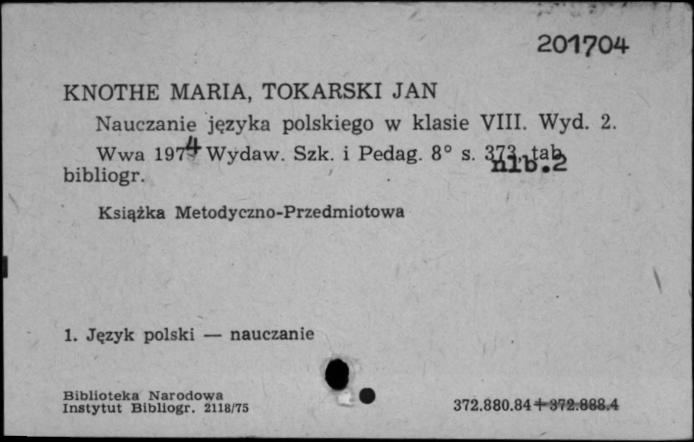 201704
KNOTHE MARIA, TOKARSKI JAN
Nauczanie języka polskiego w klasie VIII. Wyd. 2.
Wwa 1974 Wydaw. Szk. i Pedag. 8° s. 373, tab.
nlb.2
bibliogr.
Książka Metodyczno-Przedmiotowa
1. Język polski — nauczanie
Biblioteka Narodowa
Instytut Bibliogr. 2118/75
372.880.84+372.888.4